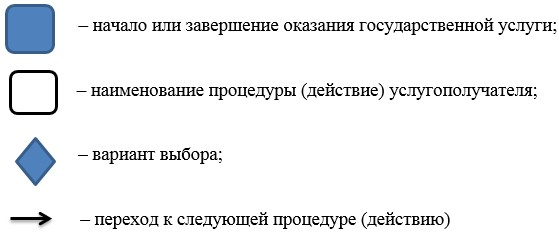 – начало или завершение оказания государственной услуги;
– наименование процедуры (действие) услугополучателя;
– вариант выбора;
– переход к следующей процедуре (действию)